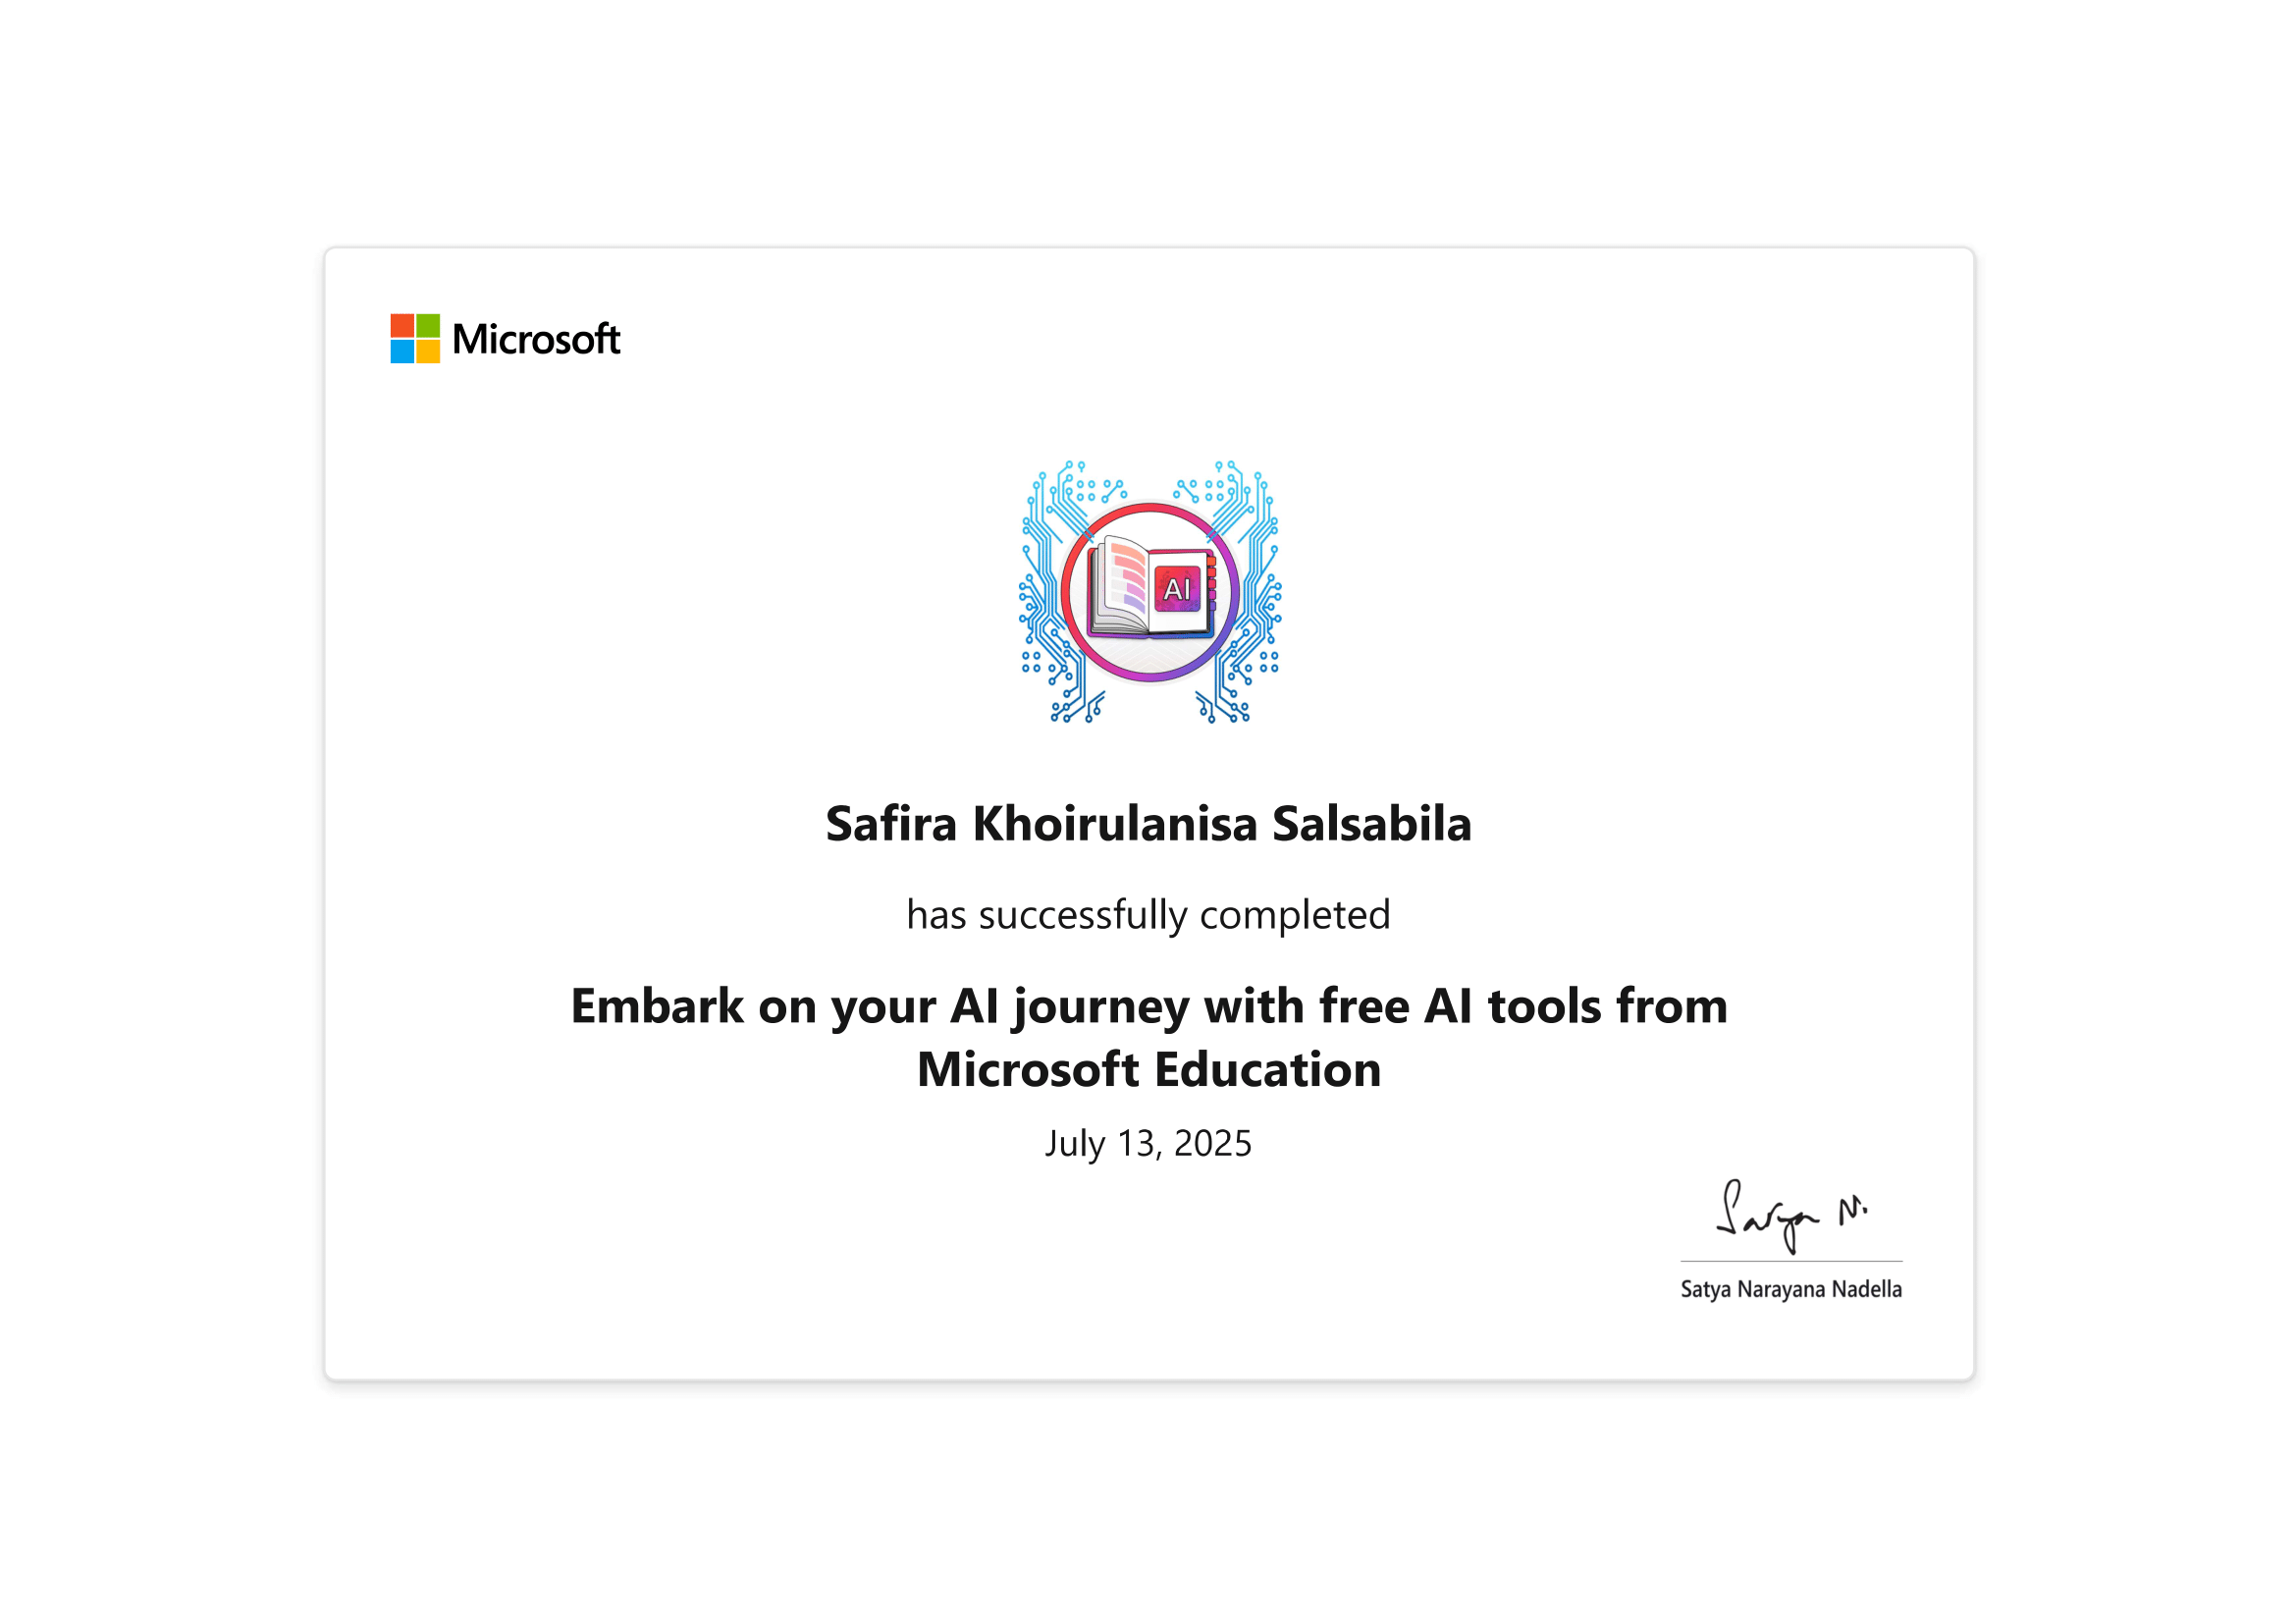 Microsoft
AI
Safira Khoirulanisa Salsabila
has successfully completed
Embark on your AI journey with free AI tools from
Microsoft Education
July 13, 2025
Satya N.
Satya Narayana Nadella